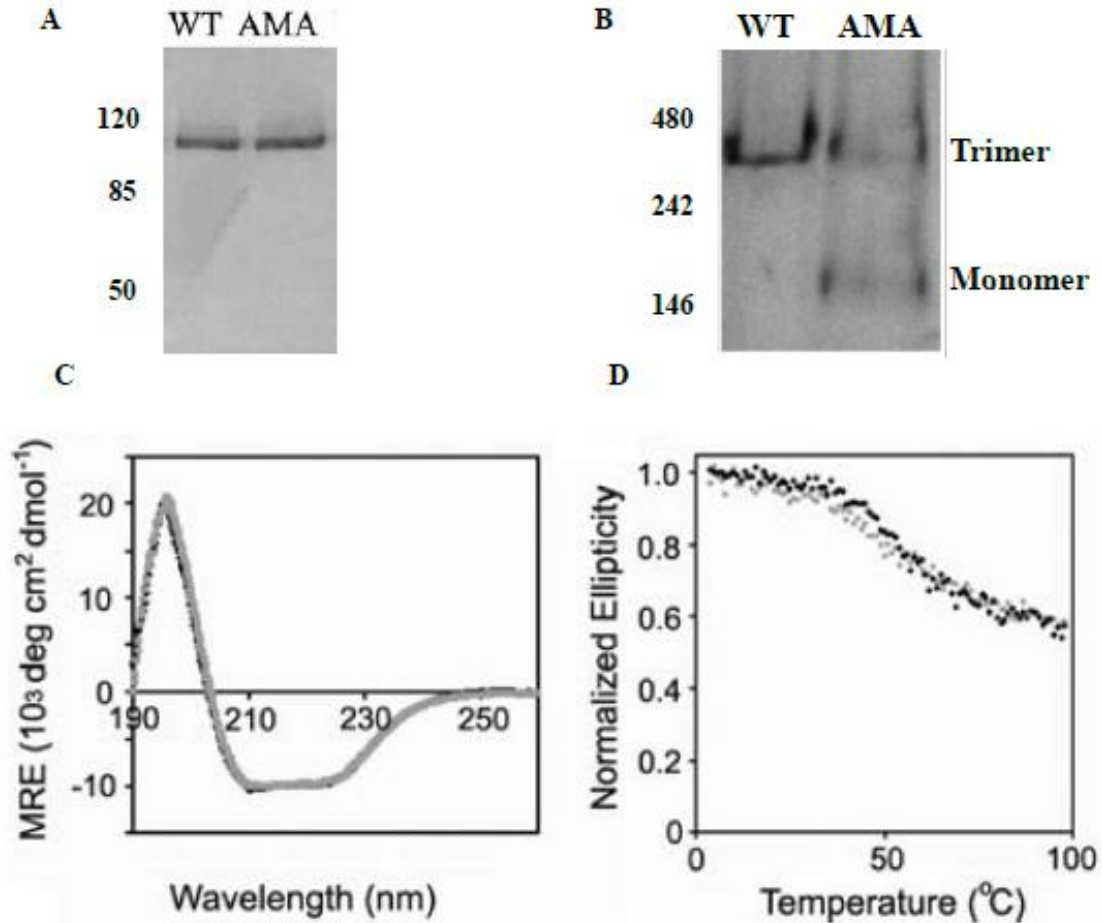 A
WT AMA
120
85
50
B
WT AMA
480
242
146
Trimer
Monomer
C
MRE (103 deg cm2 dmol-1)
20
10
0
-10
190 210 230 250
Wavelength (nm)
D
Normalized Ellipticity
1.0
0.8
0.6
0.4
0.2
0
0 50 100
Temperature (°C)